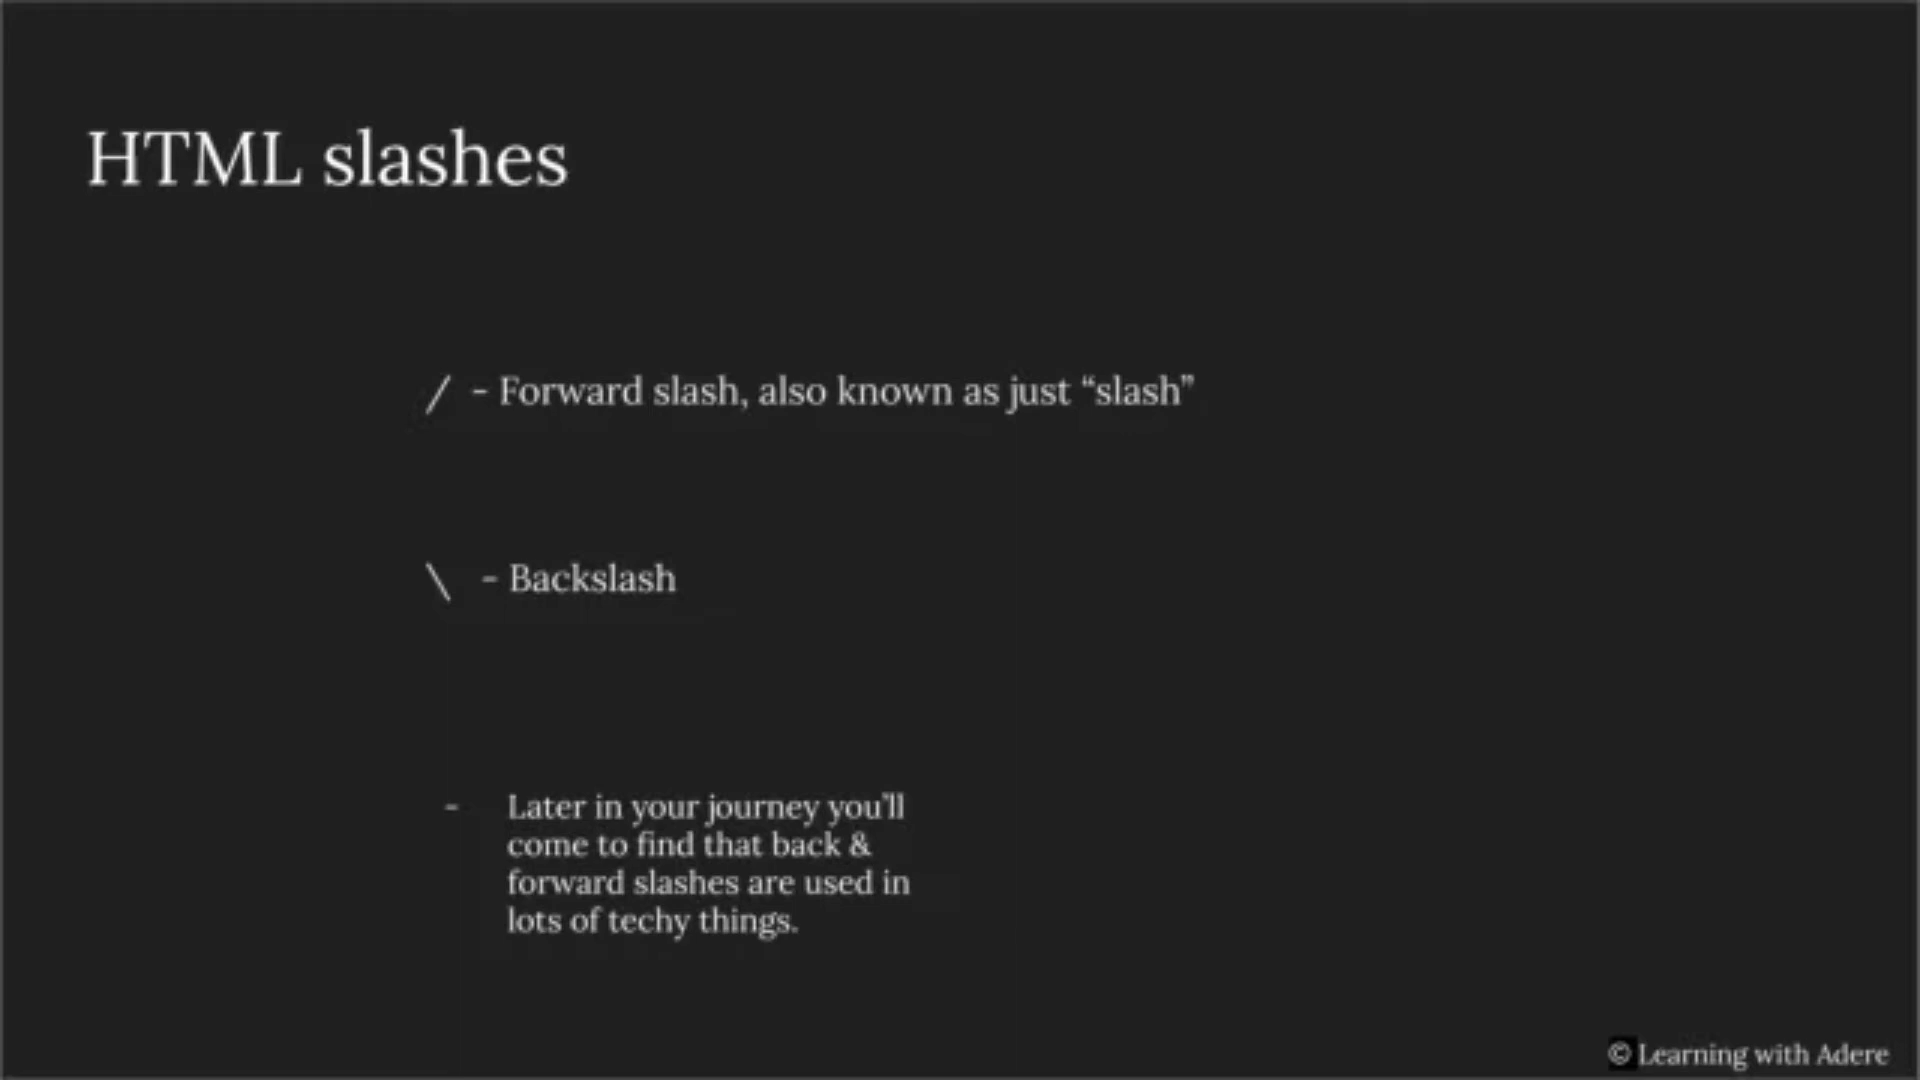 HTML slashes
/ - Forward slash, also known as just “slash”
\ - Backslash
- Later in your journey you’ll
come to find that back &
forward slashes are used in
lots of techy things.
© Learning with Adere